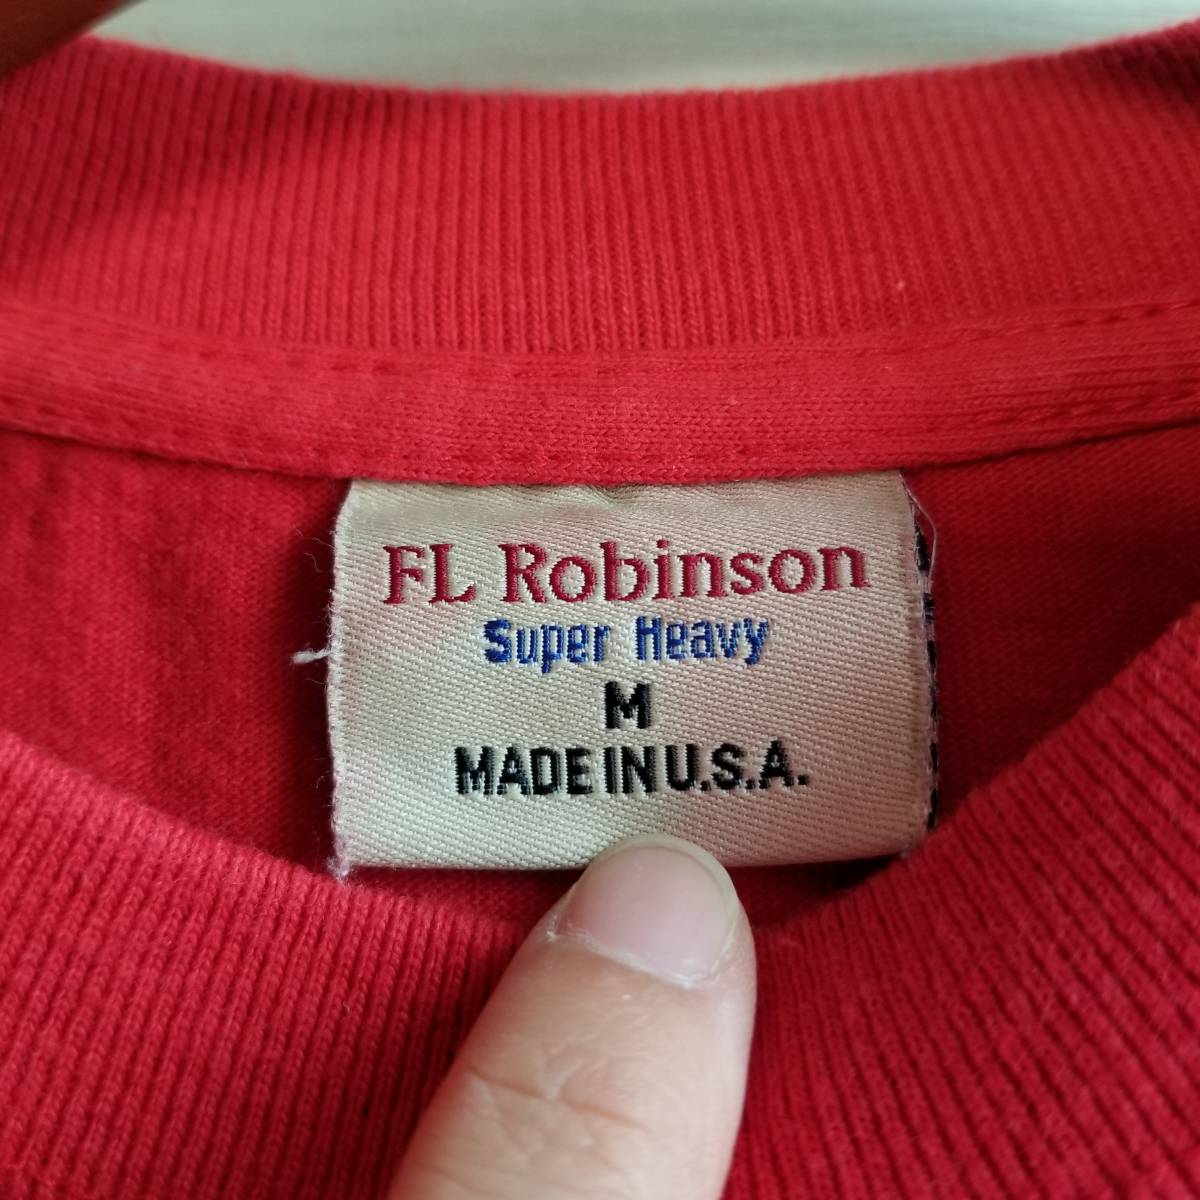 FL Robinson
Super Heavy
M
MADE IN U.S.A.